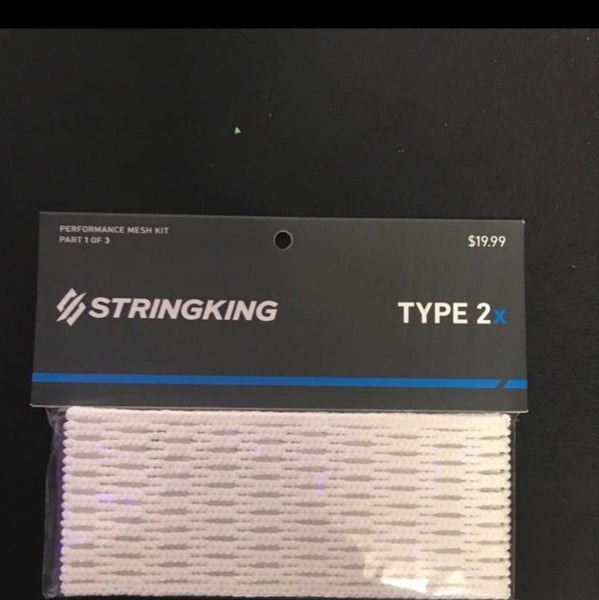 PERFORMANCE MESH KIT
PART 1 OF 3
$19.99
STRINGKING
TYPE 2x